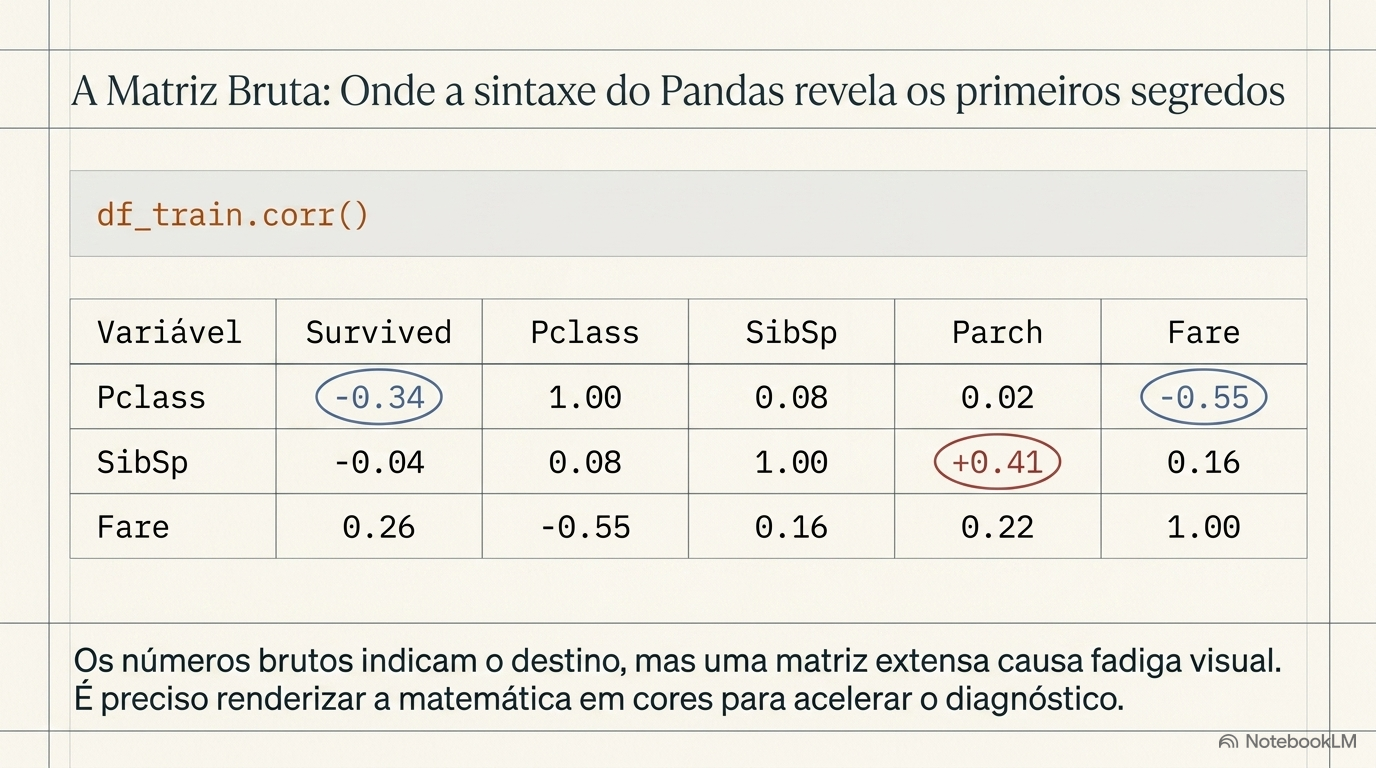 A Matriz Bruta: Onde a sintaxe do Pandas revela os primeiros segredos
df_train.corr()
Variável Survived Pclass SibSp Parch Fare
Pclass -0.34 1.00 0.08 0.02 -0.55
SibSp -0.04 0.08 1.00 +0.41 0.16
Fare 0.26 -0.55 0.16 0.22 1.00
Os números brutos indicam o destino, mas uma matriz extensa causa fadiga visual.
É preciso renderizar a matemática em cores para acelerar o diagnóstico.
NotebookLM